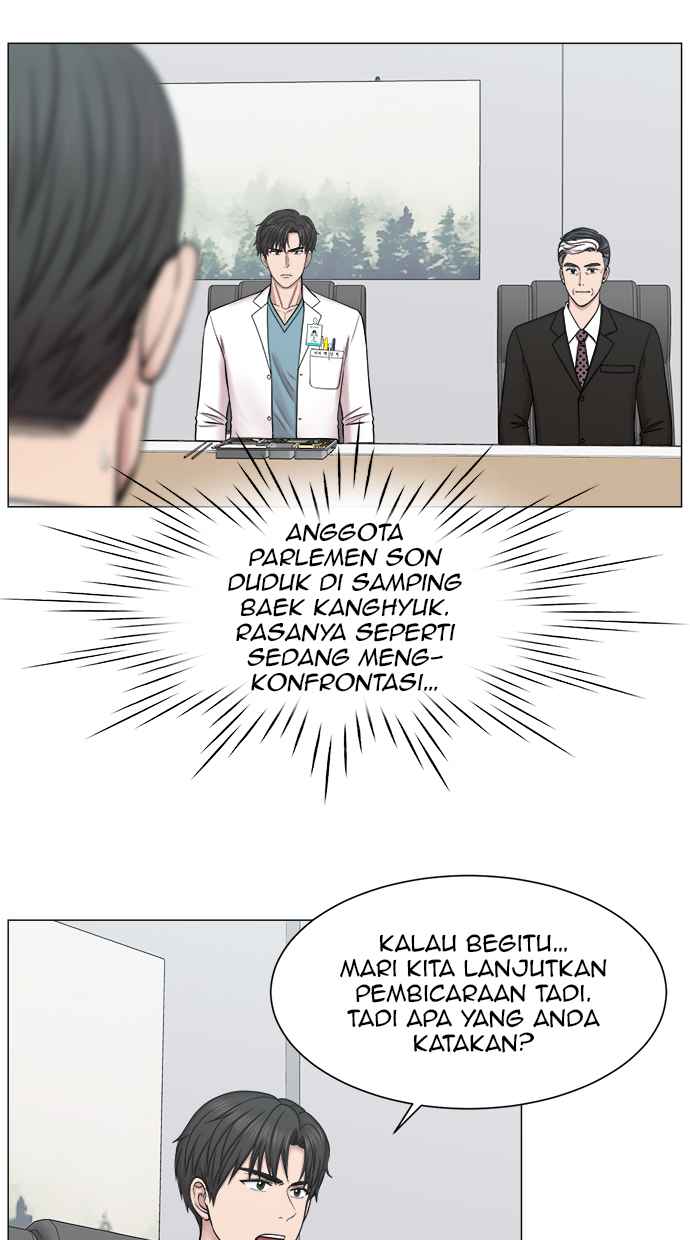 ANGGOTA
PARLEMEN SON
DUDUK DI SAMPING
BAEK KANGHYUK.
RASANYA SEPERTI
SEDANG MENG-
KONFRONTASI...
KALAU BEGITU...
MARI KITA LANJUTKAN
PEMBICARAAN TADI.
TADI APA YANG ANDA
KATAKAN?